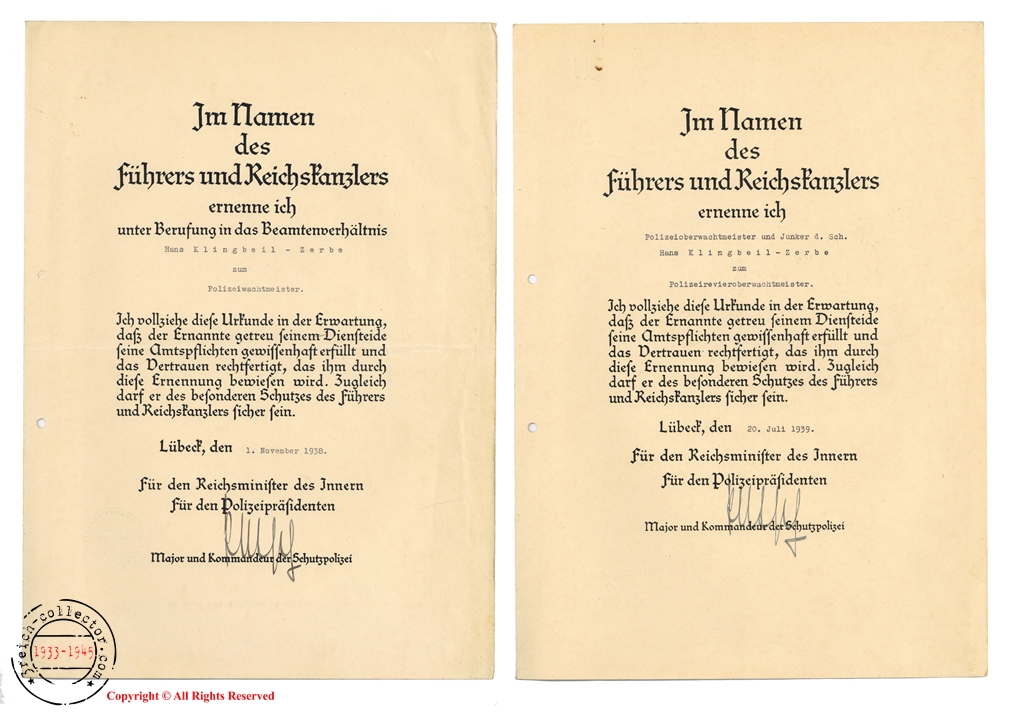 Im Namen
des
Führers und Reichskanzlers
ernenne ich
unter Berufung in das Beamtenverhältnis
Hans Klingbeil - Zerbe
zum
Polizeiwachtmeister.
Ich vollziehe diese Urkunde in der Erwartung,
daß der Ernannte getreu seinem Diensteide
seine Amtspflichten gewissenhaft erfüllt und
das Vertrauen rechtfertigt, das ihm durch
diese Ernennung bewiesen wird. Zugleich
darf er des besonderen Schutzes des Führers
und Reichskanzlers sicher sein.
Lübeck, den 1. November 1938.
Für den Reichsminister des Innern
Für den Polizeipräsidenten
Major und Kommandeur der Schutzpolizei
Im Namen
des
Führers und Reichskanzlers
ernenne ich
Polizeioberwachtmeister und Junker d. Sch.
Hans Klingbeil-Zerbe
zum
Polizeirevieroberwachtmeister.
Ich vollziehe diese Urkunde in der Erwartung,
daß der Ernannte getreu seinem Diensteide
seine Amtspflichten gewissenhaft erfüllt und
das Vertrauen rechtfertigt, das ihm durch
diese Ernennung bewiesen wird. Zugleich
darf er des besonderen Schutzes des Führers
und Reichskanzlers sicher sein.
Lübeck, den 20. Juli 1939.
Für den Reichsminister des Innern
Für den Polizeipräsidenten
Major und Kommandeur der Schutzpolizei
3reich-collector.com
1933-1945
Copyright © All Rights Reserved